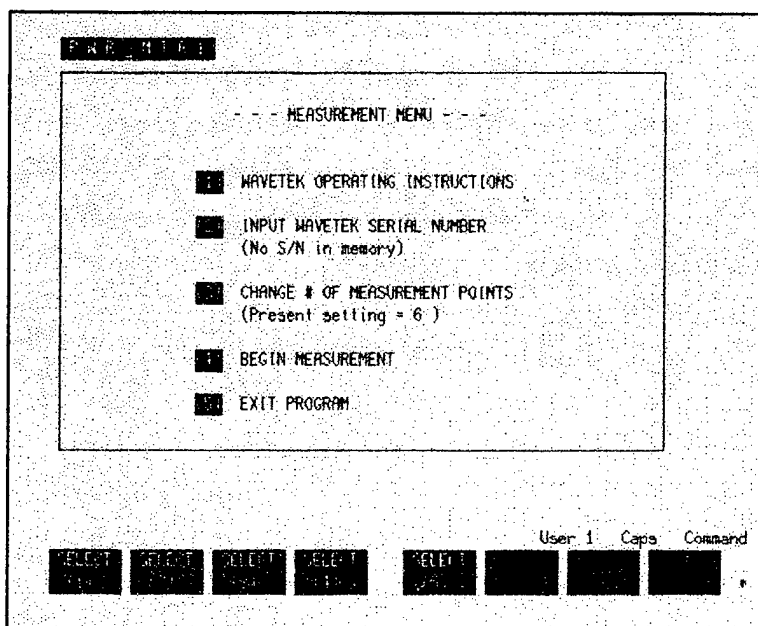 - - - MEASUREMENT MENU - - -
WAVETEK OPERATING INSTRUCTIONS
INPUT WAVETEK SERIAL NUMBER
(No S/N in memory)
CHANGE # OF MEASUREMENT POINTS
(Present setting = 6 )
BEGIN MEASUREMENT
EXIT PROGRAM
User 1 Caps Command
SELECT SELECT SELECT SELECT SELECT